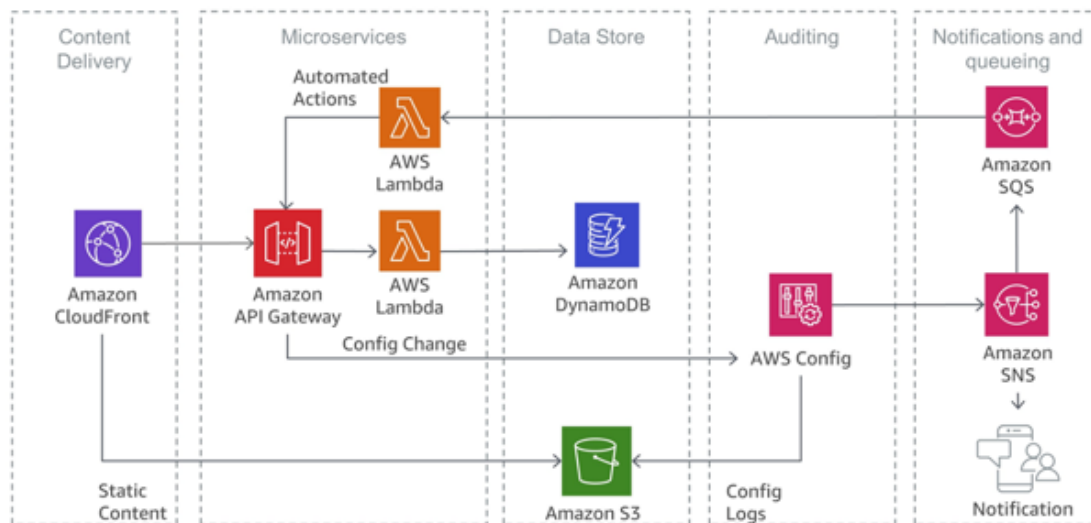 Content
Delivery
Microservices
Data Store
Auditing
Notifications and
queueing
Automated
Actions
AWS
Lambda
Amazon
SQS
Amazon
CloudFront
Amazon
API Gateway
AWS
Lambda
Amazon
DynamoDB
Config Change
AWS Config
Amazon
SNS
Static
Content
Amazon S3
Config
Logs
Notification